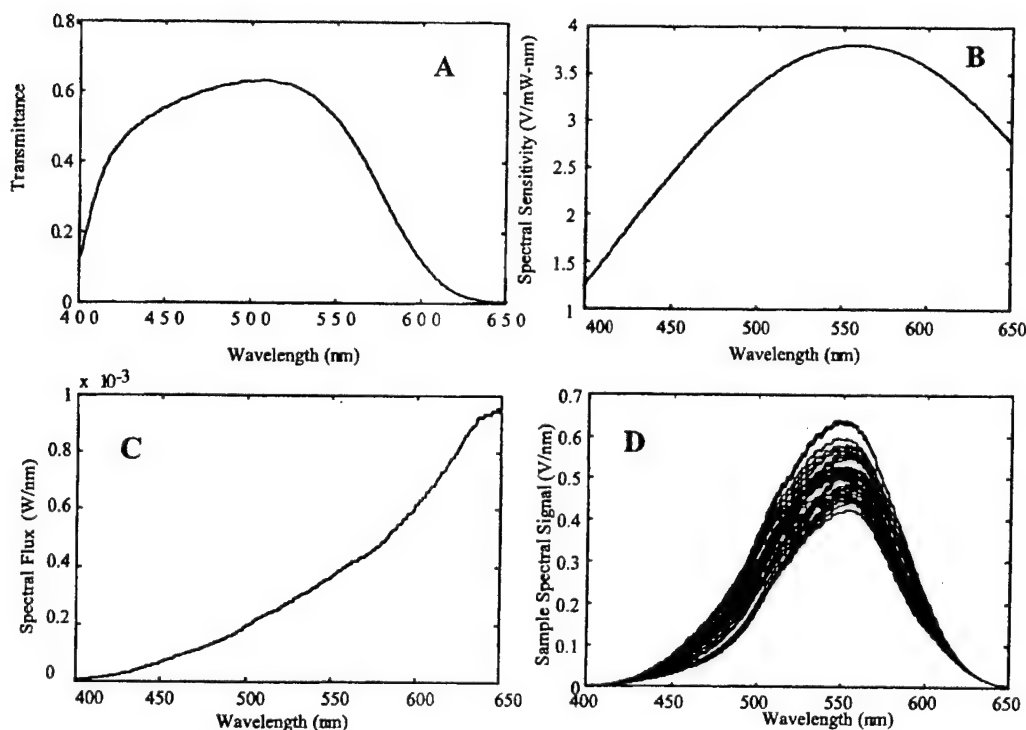 A
Transmittance
0.8
0.6
0.4
0.2
0
400 450 500 550 600 650
Wavelength (nm)
B
Spectral Sensitivity (V/mW-nm)
4
3.5
3
2.5
2
1.5
1
400 450 500 550 600 650
Wavelength (nm)
x 10-3
C
Spectral Flux (W/nm)
1
0.8
0.6
0.4
0.2
0
400 450 500 550 600 650
Wavelength (nm)
D
Sample Spectral Signal (V/nm)
0.7
0.6
0.5
0.4
0.3
0.2
0.1
0
400 450 500 550 600 650
Wavelength (nm)